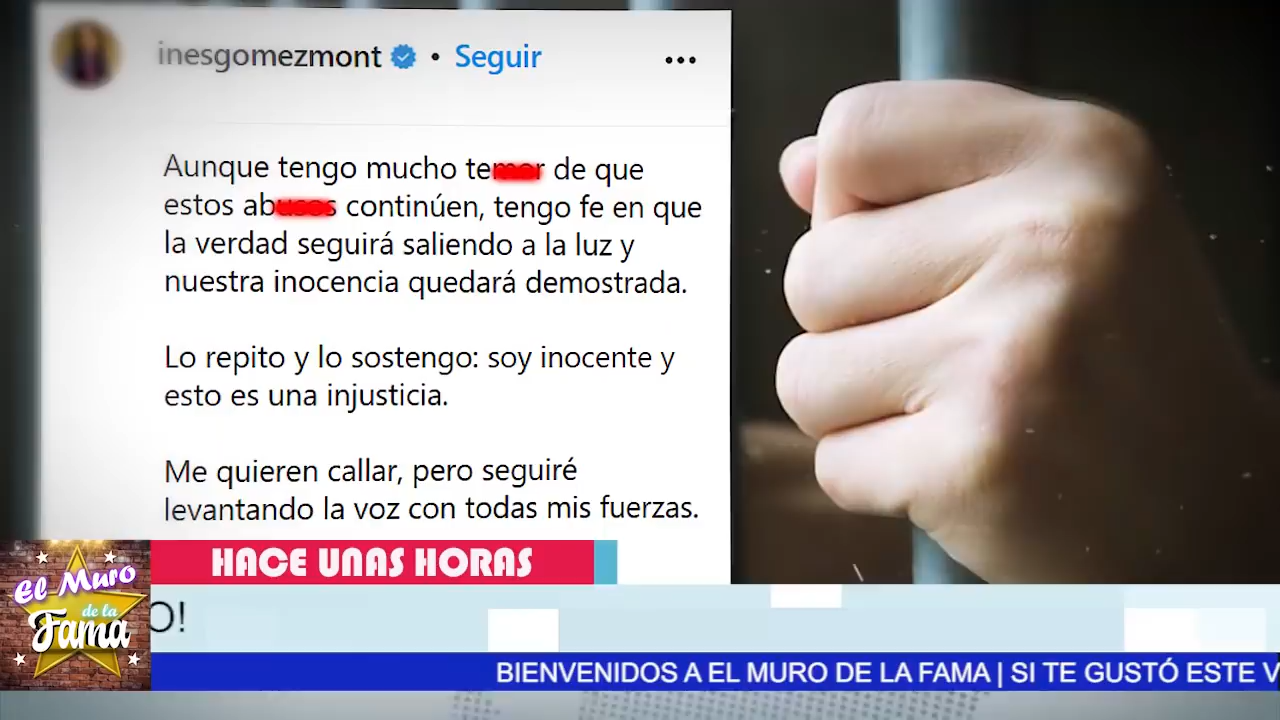 inesgomezmont • Seguir
Aunque tengo mucho temor de que
estos abusos continúen, tengo fe en que
la verdad seguirá saliendo a la luz y
nuestra inocencia quedará demostrada.
Lo repito y lo sostengo: soy inocente y
esto es una injusticia.
Me quieren callar, pero seguiré
levantando la voz con todas mis fuerzas.
HACE UNAS HORAS
El Muro
de la
Fama
O!
BIENVENIDOS A EL MURO DE LA FAMA | SI TE GUSTÓ ESTE V